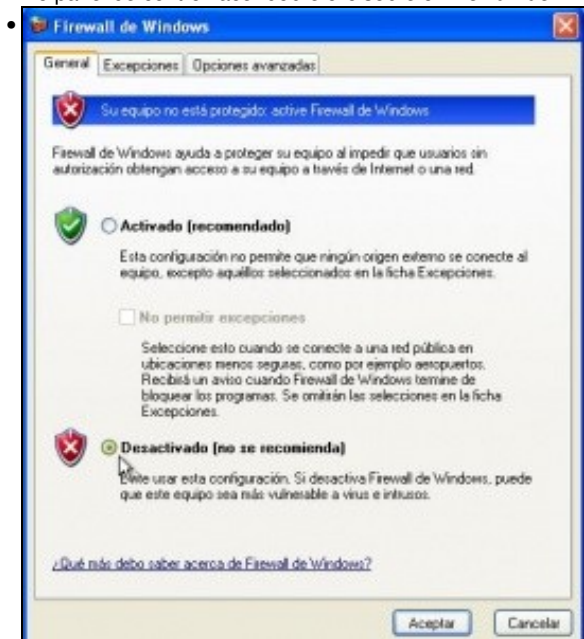 Firewall de Windows
General Excepciones Opciones avanzadas
Su equipo no está protegido: active Firewall de Windows
Firewall de Windows ayuda a proteger su equipo al impedir que usuarios sin
autorización obtengan acceso a su equipo a través de Internet o una red.
Activado (recomendado)
Esta configuración no permite que ningún origen externo se conecte al
equipo, excepto aquéllos seleccionados en la ficha Excepciones.
No permitir excepciones
Seleccione esto cuando se conecte a una red pública en
ubicaciones menos seguras, como por ejemplo aeropuertos.
Recibirá un aviso cuando Firewall de Windows termine de
bloquear los programas. Se omitirán las selecciones en la ficha
Excepciones.
Desactivado (no se recomienda)
Evite usar esta configuración. Si desactiva Firewall de Windows, puede
que este equipo sea más vulnerable a virus e intrusos.
¿Qué más debo saber acerca de Firewall de Windows?
Aceptar Cancelar